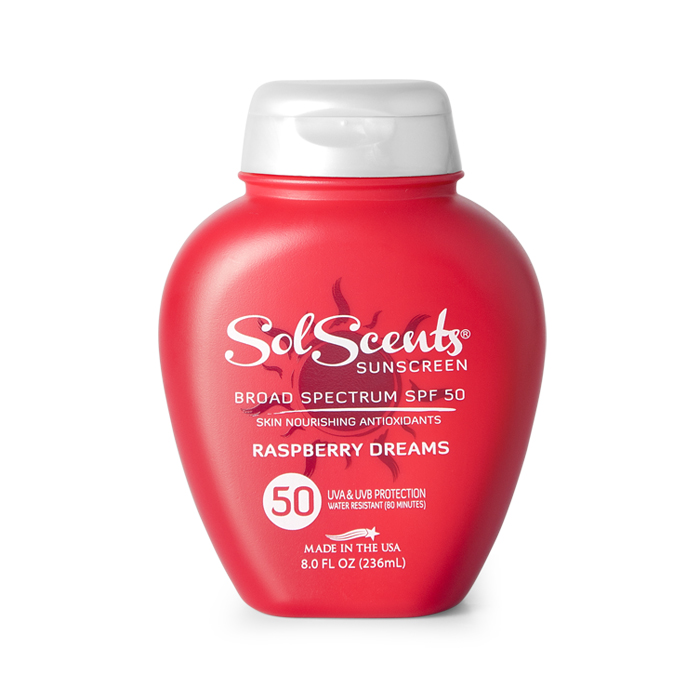 SolScents®
SUNSCREEN
BROAD SPECTRUM SPF 50
SKIN NOURISHING ANTIOXIDANTS
RASPBERRY DREAMS
50
UVA & UVB PROTECTION
WATER RESISTANT (80 MINUTES)
MADE IN THE USA
8.0 FL OZ (236mL)